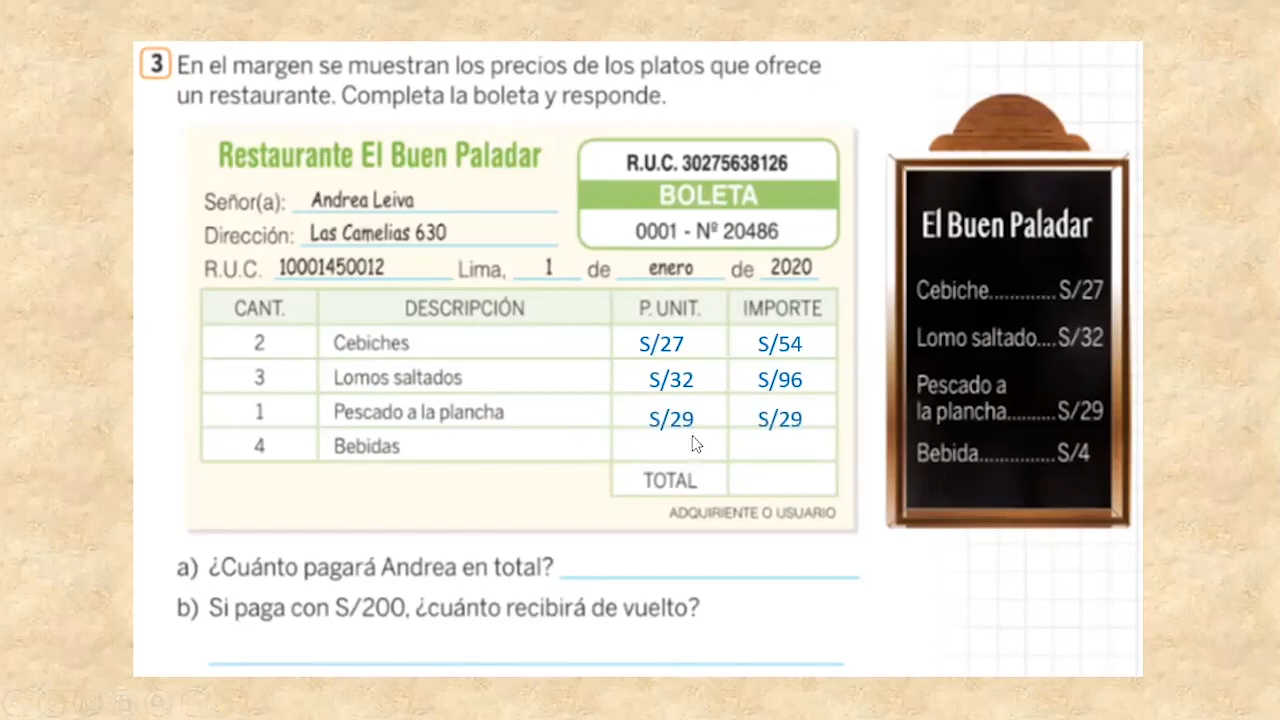 3 En el margen se muestran los precios de los platos que ofrece
un restaurante. Completa la boleta y responde.
Restaurante El Buen Paladar
Señor(a): Andrea Leiva
Dirección: Las Camelias 630
R.U.C. 10001450012 Lima, 1 de enero de 2020
R.U.C. 30275638126
BOLETA
0001 - Nº 20486
CANT. DESCRIPCIÓN P. UNIT. IMPORTE
2 Cebiches S/27 S/54
3 Lomos saltados S/32 S/96
1 Pescado a la plancha S/29 S/29
4 Bebidas
TOTAL
ADQUIRIENTE O USUARIO
El Buen Paladar
Cebiche............. S/27
Lomo saltado.... S/32
Pescado a
la plancha.......... S/29
Bebida............... S/4
a) ¿Cuánto pagará Andrea en total?
b) Si paga con S/200, ¿cuánto recibirá de vuelto?